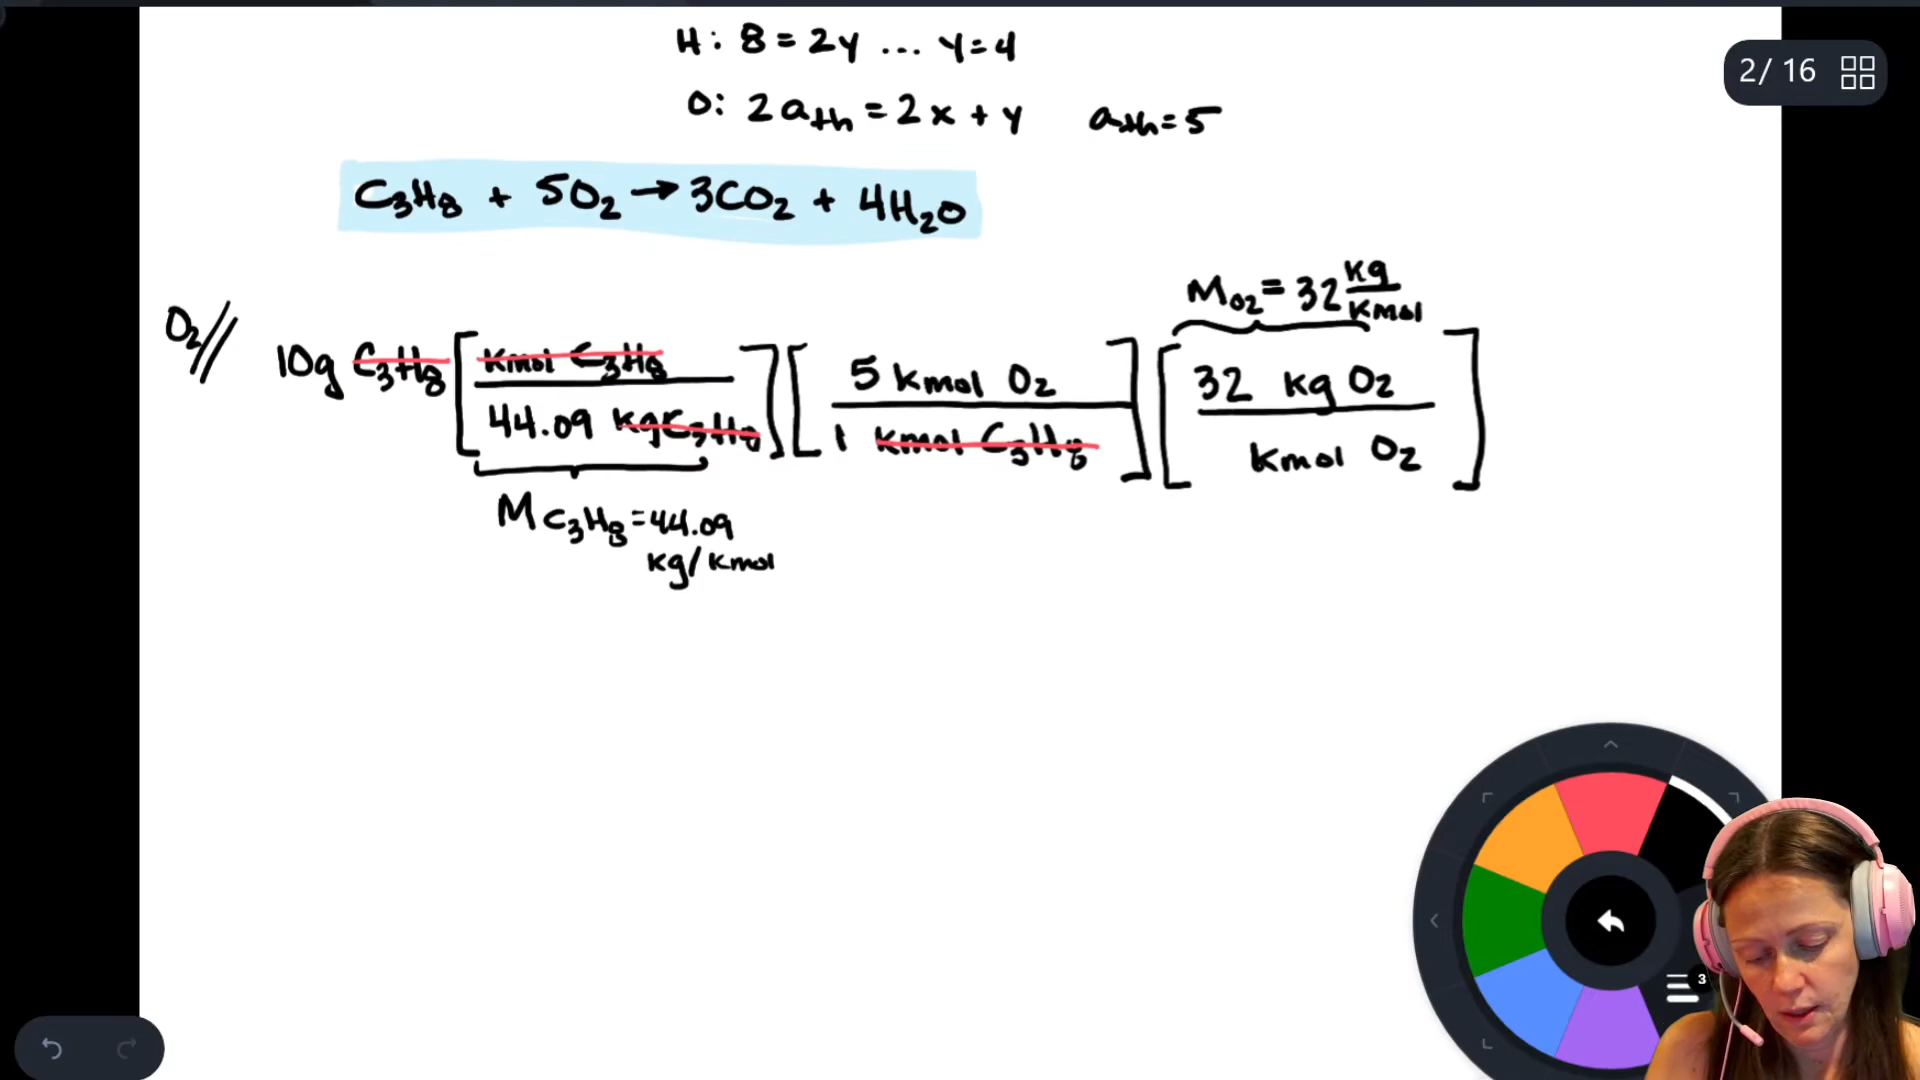 H: 8 = 2y ... y=4
2/ 16
O: 2a_th = 2x + y a_th=5
C₃H₈ + 5O₂ → 3CO₂ + 4H₂O
M_O₂ = 32 kg/kmol
O₂//
10g C₃H₈ [kmol C₃H₈ / 44.09 kg C₃H₈] [5 kmol O₂ / 1 kmol C₃H₈] [32 kg O₂ / kmol O₂]
M C₃H₈ = 44.09
kg/kmol
3